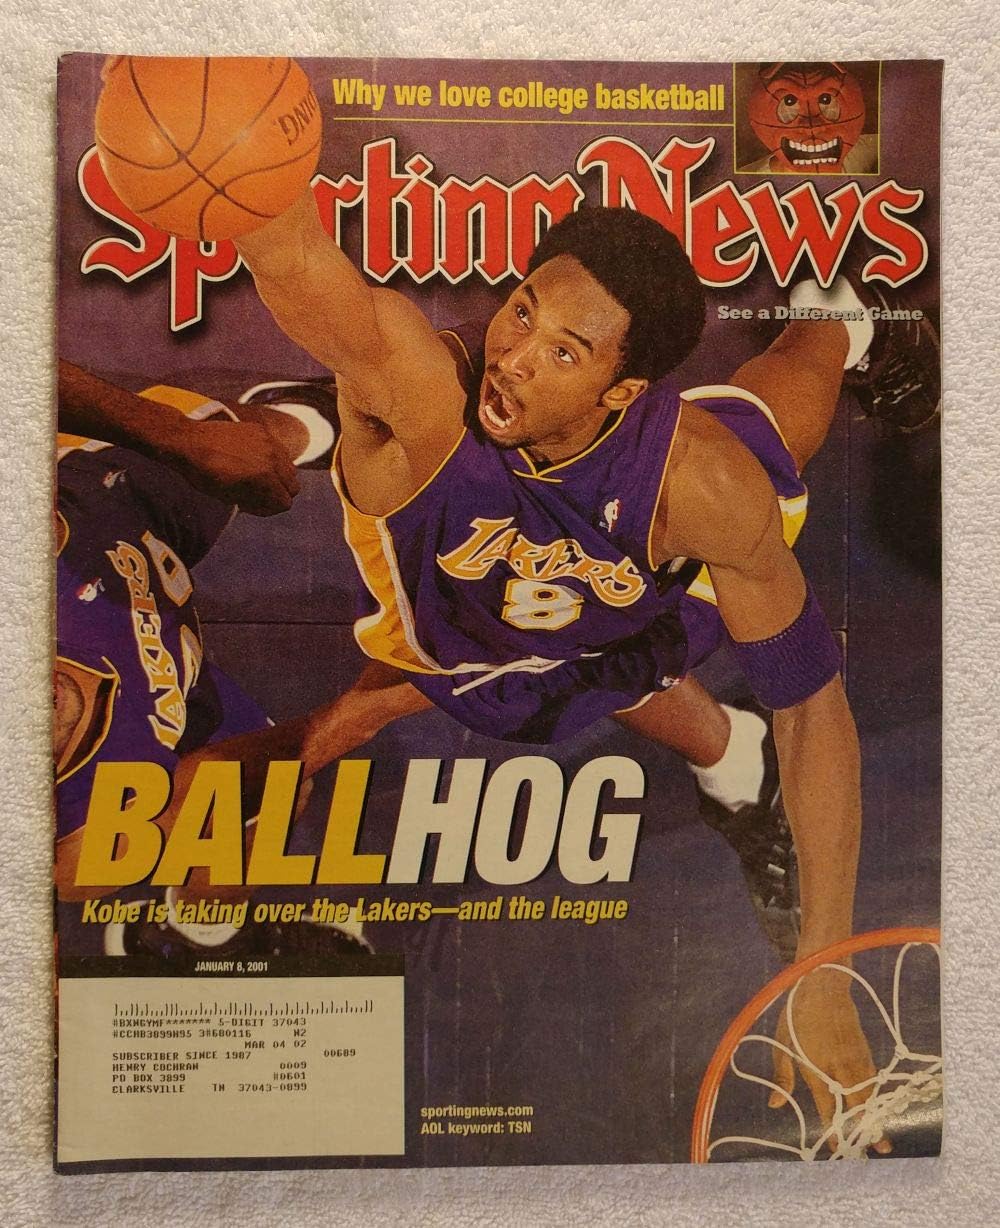 Why we love college basketball
Sporting News
See a Different Game
LAKERS
8
LAKERS
BALLHOG
Kobe is taking over the Lakers—and the league
JANUARY 8, 2001
#BXNGYMF******* 5-DIGIT 37043
#CCHB3899H95 3#680116 N2
MAR 04 02
SUBSCRIBER SINCE 1987 00689
HENRY COCHRAN 0009
PO BOX 3899 #0601
CLARKSVILLE TN 37043-0899
sportingnews.com
AOL keyword: TSN